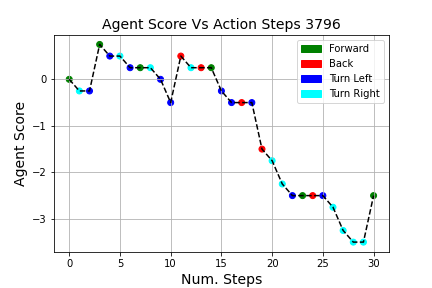 Agent Score Vs Action Steps 3796
Forward
Back
Turn Left
Turn Right
0
−1
−2
−3
Agent Score
0 5 10 15 20 25 30
Num. Steps